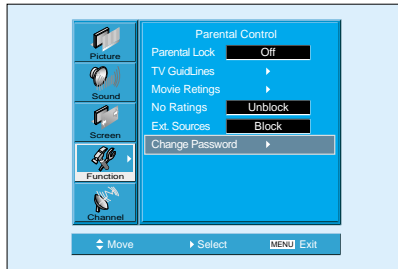 Parental Control
Picture
Parental Lock Off
TV GuidLines
Sound
Movie Retings
No Ratings Unblock
Screen
Ext. Sources Block
Change Password
Function
Channel
Move Select MENU Exit